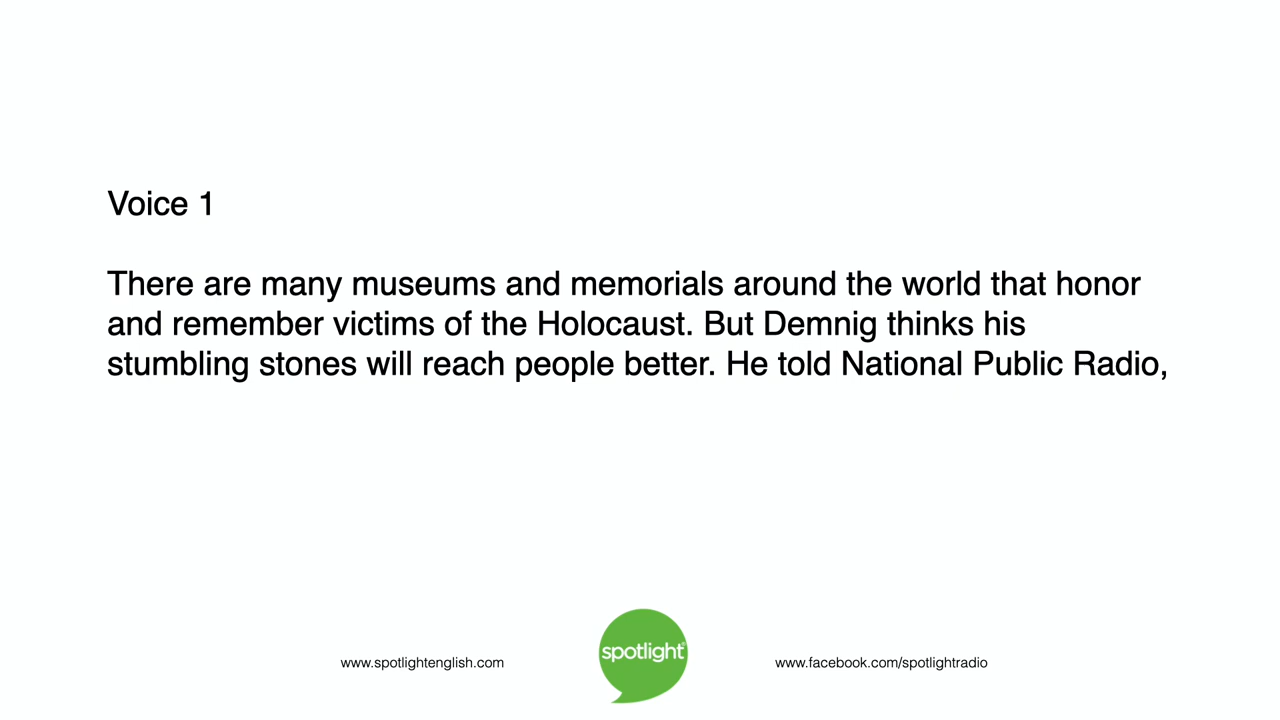 Voice 1
There are many museums and memorials around the world that honor
and remember victims of the Holocaust. But Demnig thinks his
stumbling stones will reach people better. He told National Public Radio,
www.spotlightenglish.com
spotlight®
www.facebook.com/spotlightradio